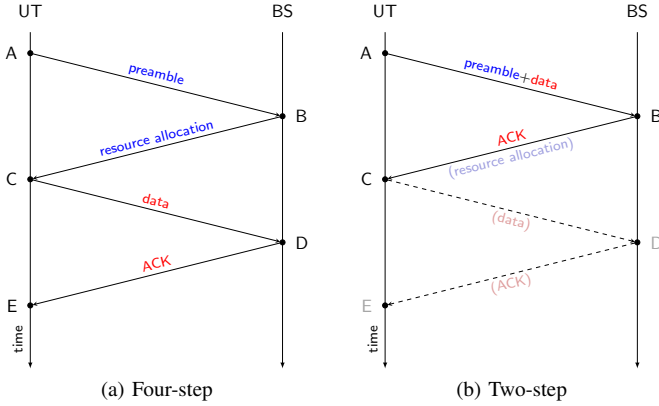 UT
BS
A
preamble
B
resource allocation
C
data
D
ACK
E
time
(a) Four-step
UT
BS
A
preamble+data
B
ACK
(resource allocation)
C
(data)
D
(ACK)
E
time
(b) Two-step